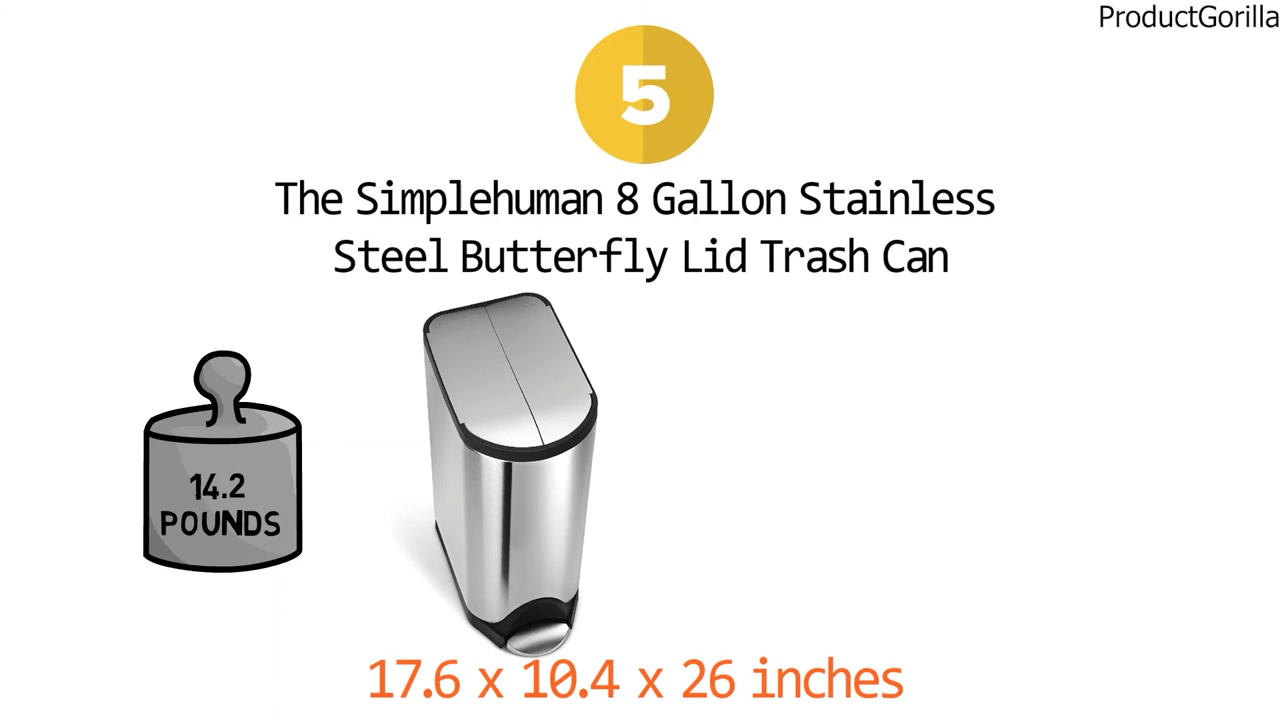 ProductGorilla
5
The Simplehuman 8 Gallon Stainless
Steel Butterfly Lid Trash Can
14.2
POUNDS
17.6 x 10.4 x 26 inches